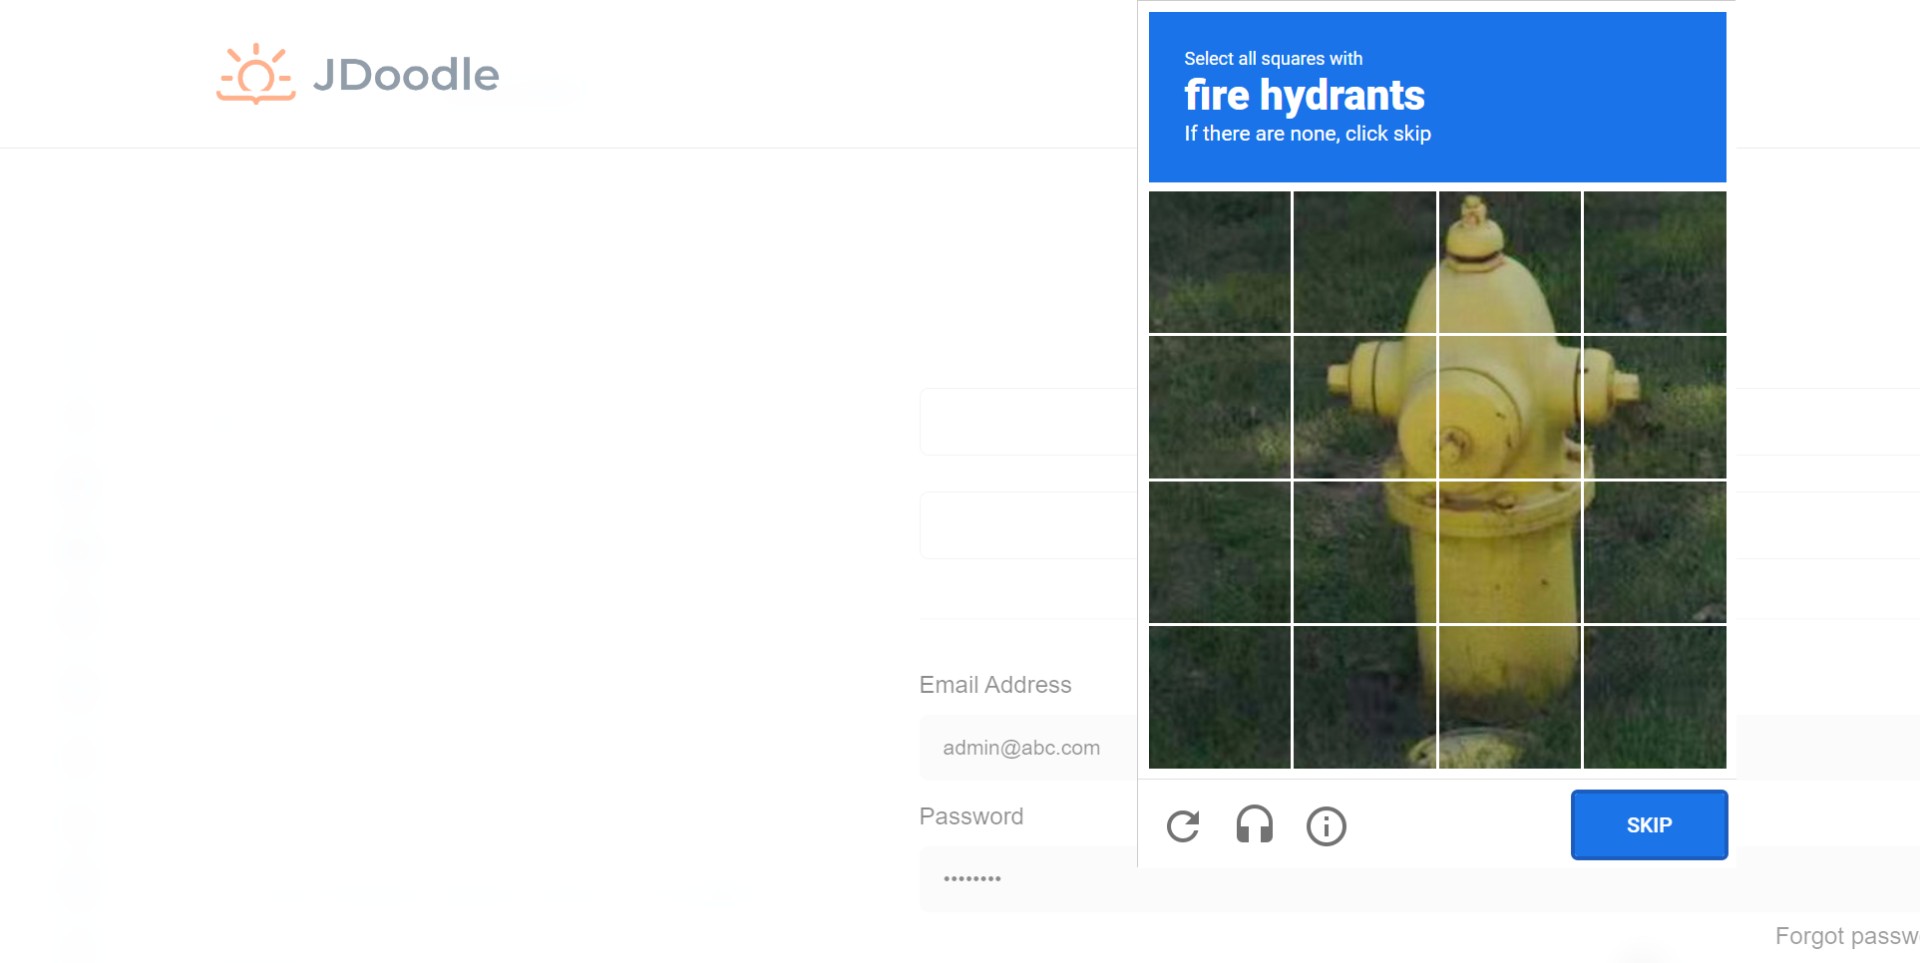 JDoodle
Select all squares with
fire hydrants
If there are none, click skip
Email Address
admin@abc.com
Password
••••••••
SKIP
Forgot passw